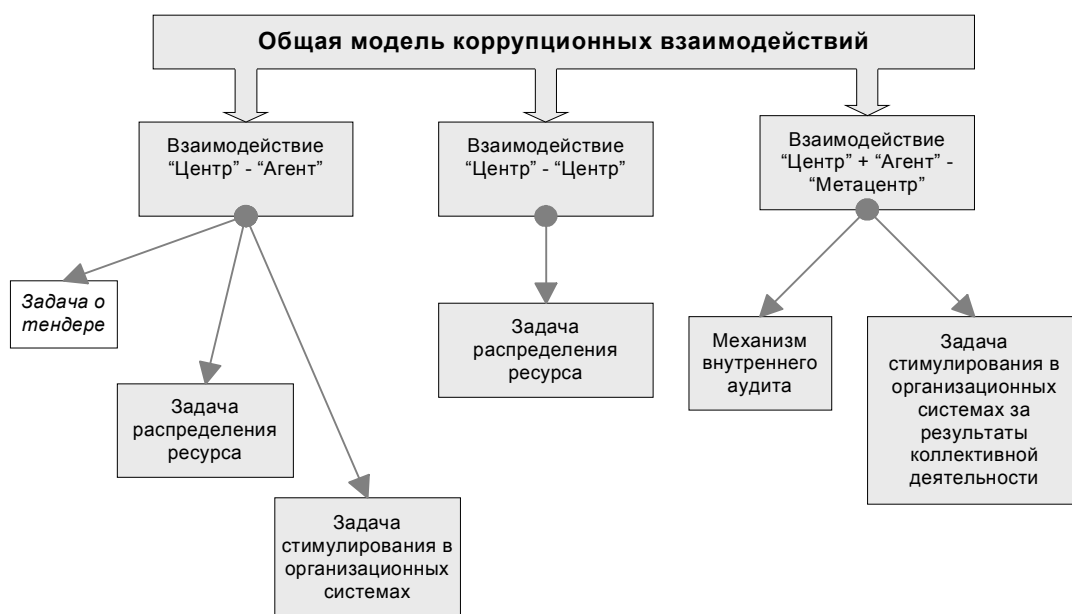 Общая модель коррупционных взаимодействий
Взаимодействие
“Центр” - “Агент”
Взаимодействие
“Центр” - “Центр”
Взаимодействие
“Центр” + “Агент” -
“Метацентр”
Задача о
тендере
Задача
распределения
ресурса
Задача
стимулирования в
организационных
системах
Задача
распределения
ресурса
Механизм
внутреннего
аудита
Задача
стимулирования в
организационных
системах за
результаты
коллективной
деятельности